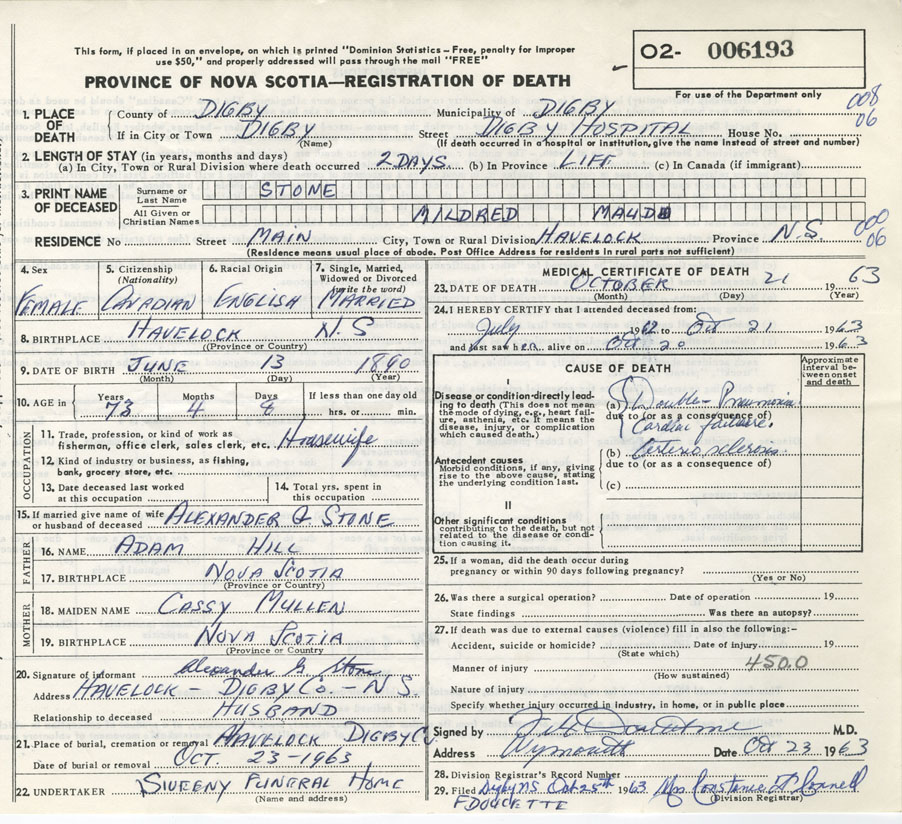 This form, if placed in an envelope, on which is printed "Dominion Statistics – Free, penalty for improper
use $50," and properly addressed will pass through the mail "FREE"
O2- 006193
PROVINCE OF NOVA SCOTIA—REGISTRATION OF DEATH
For use of the Department only
008
06
1. PLACE OF DEATH County of DIGBY Municipality of DIGBY
If in City or Town DIGBY (Name) Street DIGBY HOSPITAL House No.
(If death occurred in a hospital or institution, give the name instead of street and number)
2. LENGTH OF STAY (in years, months and days)
(a) In City, Town or Rural Division where death occurred 2 DAYS (b) In Province LIFE (c) In Canada (if immigrant)
3. PRINT NAME OF DECEASED Surname or Last Name STONE
All Given or Christian Names MILDRED MAUDE
000
06
RESIDENCE No Street MAIN City, Town or Rural Division HAVELOCK Province N.S.
(Residence means usual place of abode. Post Office Address for residents in rural parts not sufficient)
4. Sex FEMALE
5. Citizenship (Nationality) CANADIAN
6. Racial Origin ENGLISH
7. Single, Married, Widowed or Divorced (write the word) MARRIED
8. BIRTHPLACE HAVELOCK N.S
(Province or Country)
9. DATE OF BIRTH JUNE 13 1890
(Month) (Day) (Year)
10. AGE in Years 73 Months 4 Days 8 If less than one day old
hrs. or min.
OCCUPATION
11. Trade, profession, or kind of work as
fisherman, office clerk, sales clerk, etc. Housewife
12. Kind of industry or business, as fishing,
bank, grocery store, etc.
13. Date deceased last worked at this occupation
14. Total yrs. spent in this occupation
15. If married give name of wife
or husband of deceased ALEXANDER G STONE
FATHER
16. NAME ADAM HILL
17. BIRTHPLACE NOVA SCOTIA
(Province or Country)
MOTHER
18. MAIDEN NAME CASSY MULLEN
19. BIRTHPLACE NOVA SCOTIA
(Province or Country)
20. Signature of informant Alexander G Stone
Address HAVELOCK – DIGBY CO. – N S.
Relationship to deceased HUSBAND
21. Place of burial, cremation or removal HAVELOCK DIGBY Co
Date of burial or removal OCT. 23 - 1963
22. UNDERTAKER SWEENY FUNERAL HOME
(Name and address)
MEDICAL CERTIFICATE OF DEATH
23. DATE OF DEATH OCTOBER 21 1963
(Month) (Day) (Year)
24. I HEREBY CERTIFY that I attended deceased from:
July 1962 to Oct 21 1963
and last saw her alive on Oct 20 1963
CAUSE OF DEATH
Approximate interval between onset and death
I
Disease or condition directly leading
to death (This does not mean
the mode of dying, e.g., heart failure,
asthenia, etc. It means the
disease, injury, or complication
which caused death.)
(a) Double Pneumonia
due to (or as a consequence of)
Cardiac failure.
Antecedent causes
Morbid conditions, if any, giving
rise to the above cause, stating
the underlying condition last.
(b) Arteriosclerosis
due to (or as a consequence of)
(c)
II
Other significant conditions
contributing to the death, but not
related to the disease or condition
causing it.
25. If a woman, did the death occur during
pregnancy or within 90 days following pregnancy?
(Yes or No)
26. Was there a surgical operation? Date of operation 19
State findings Was there an autopsy?
27. If death was due to external causes (violence) fill in also the following:–
Accident, suicide or homicide? Date of injury 19
(State which)
450.0
Manner of injury
(How sustained)
Nature of injury
Specify whether injury occurred in industry, in home, or in public place
Signed by M.D.
Address Weymouth Date Oct 23 1963
28. Division Registrar's Record Number
29. Filed Digby NS Oct 25th 1963 Mrs Constance
(Division Registrar)
F DOUCETTE